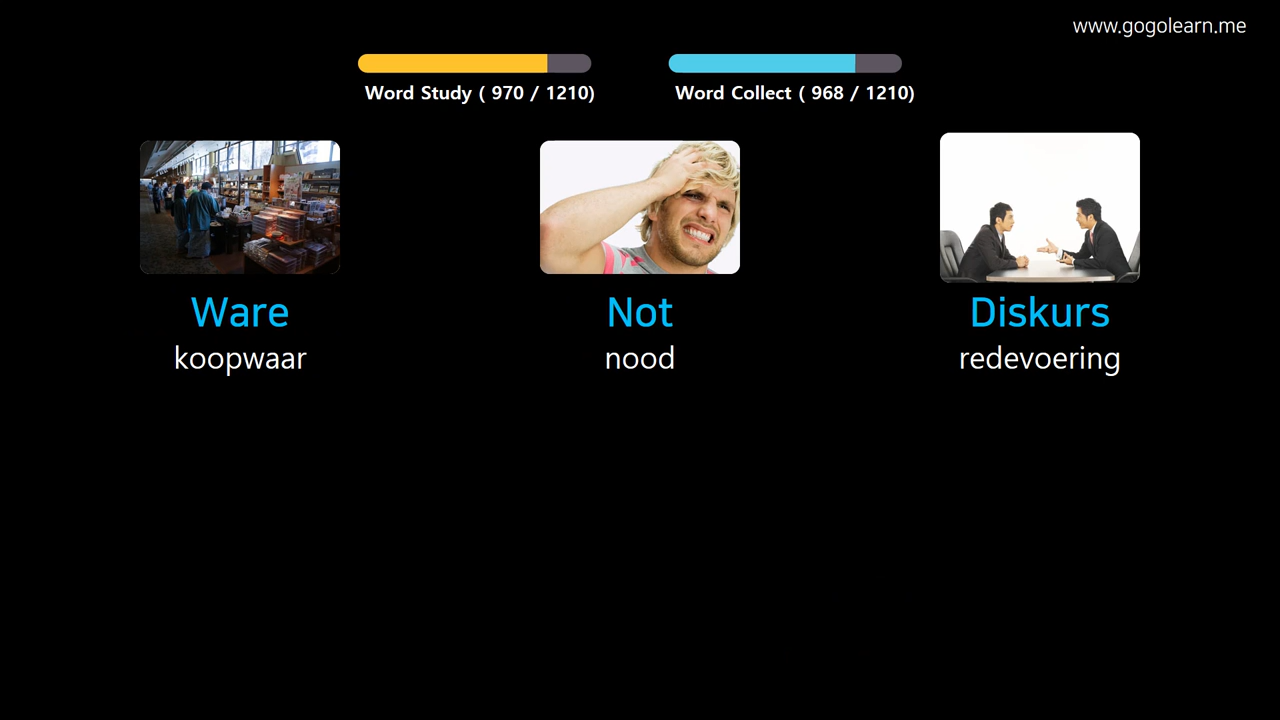 www.gogolearn.me
Word Study ( 970 / 1210)
Word Collect ( 968 / 1210)
Ware
koopwaar
Not
nood
Diskurs
redevoering